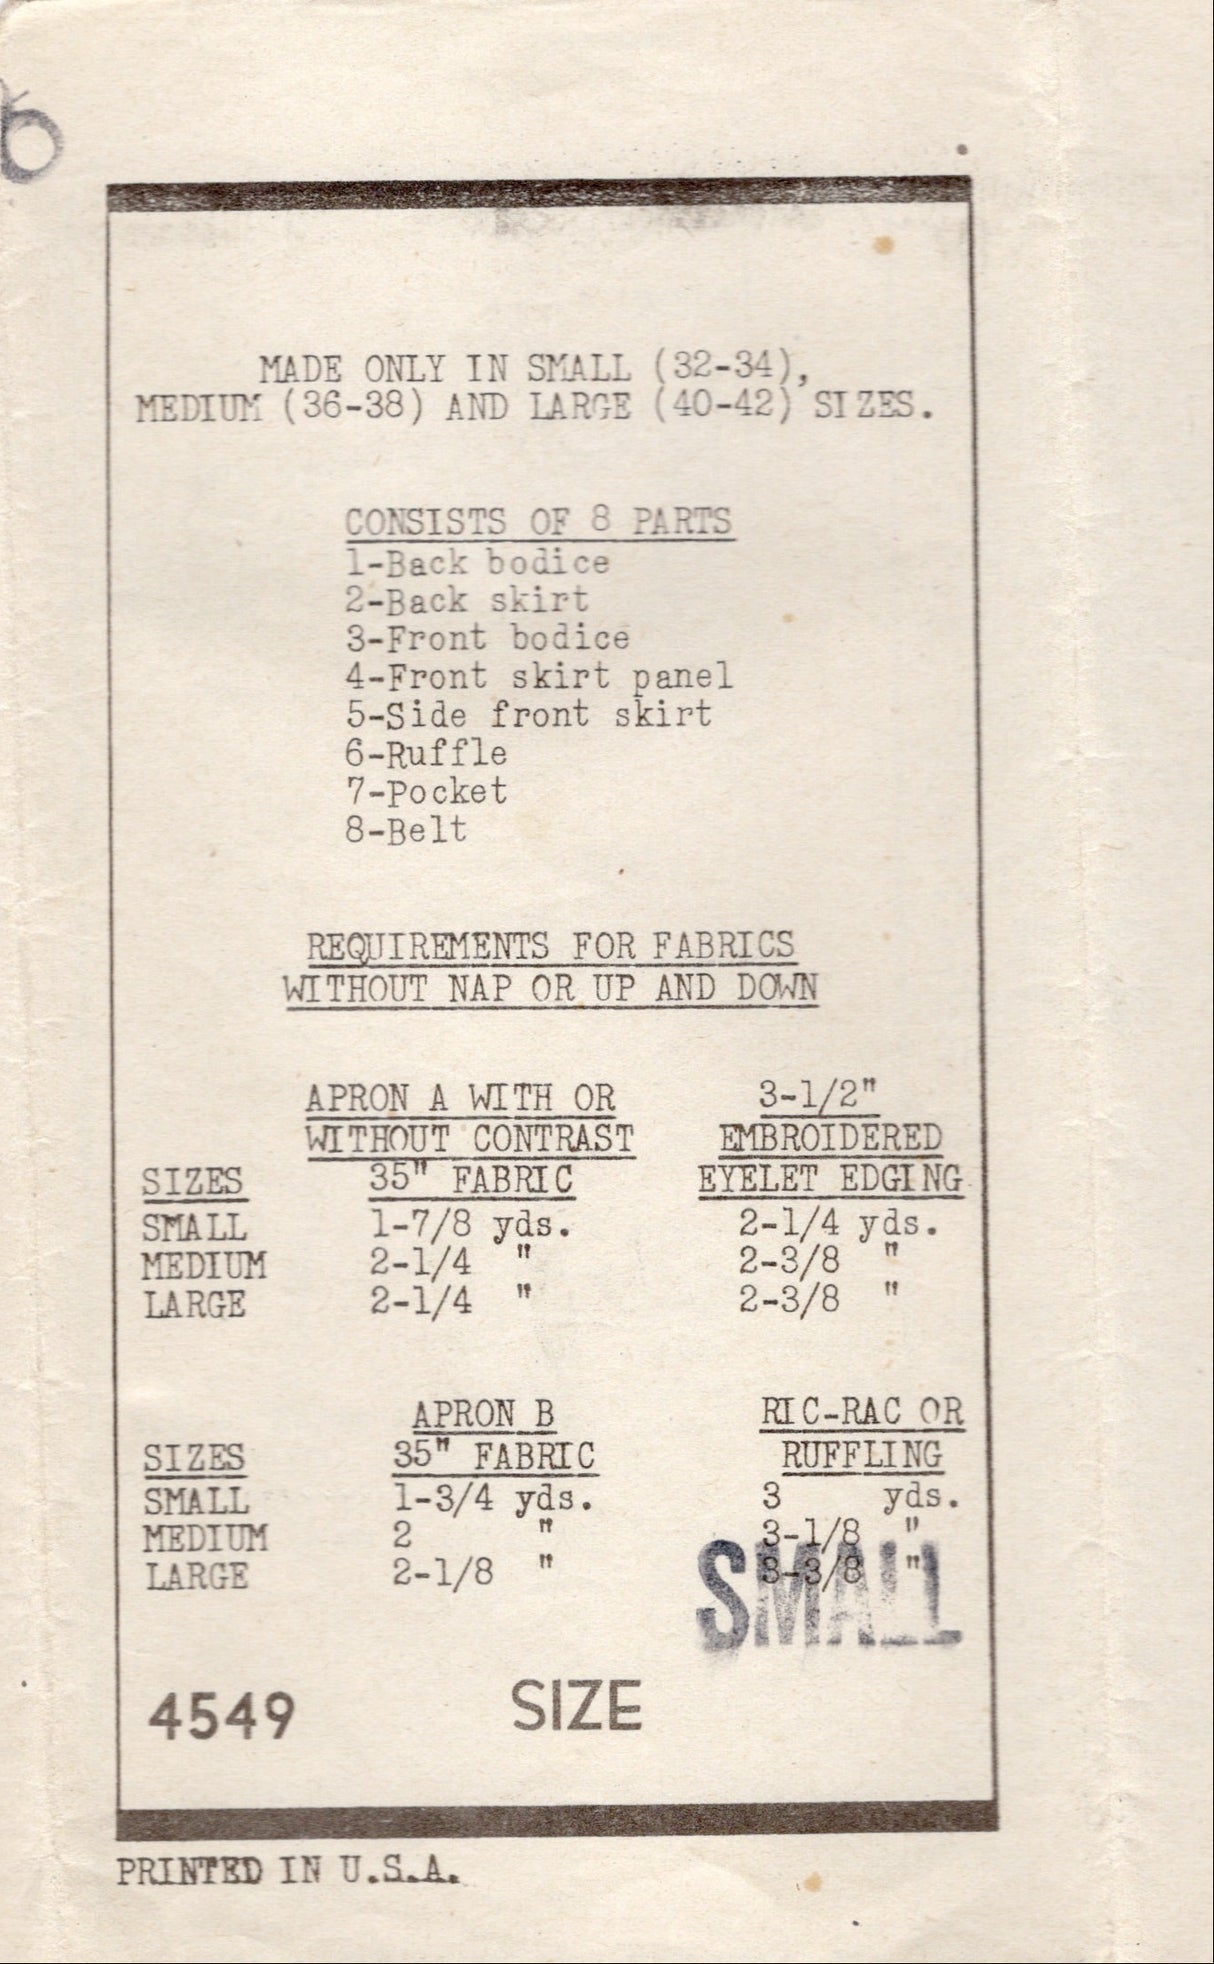 6
MADE ONLY IN SMALL (32-34),
MEDIUM (36-38) AND LARGE (40-42) SIZES.
CONSISTS OF 8 PARTS
1-Back bodice
2-Back skirt
3-Front bodice
4-Front skirt panel
5-Side front skirt
6-Ruffle
7-Pocket
8-Belt
REQUIREMENTS FOR FABRICS
WITHOUT NAP OR UP AND DOWN
APRON A WITH OR 3-1/2"
WITHOUT CONTRAST EMBROIDERED
SIZES 35" FABRIC EYELET EDGING
SMALL 1-7/8 yds. 2-1/4 yds.
MEDIUM 2-1/4 " 2-3/8 "
LARGE 2-1/4 " 2-3/8 "
APRON B RIC-RAC OR
SIZES 35" FABRIC RUFFLING
SMALL 1-3/4 yds. 3 yds.
MEDIUM 2 " 3-1/8 "
LARGE 2-1/8 " 3-3/8 "
SMALL
4549 SIZE
PRINTED IN U.S.A.